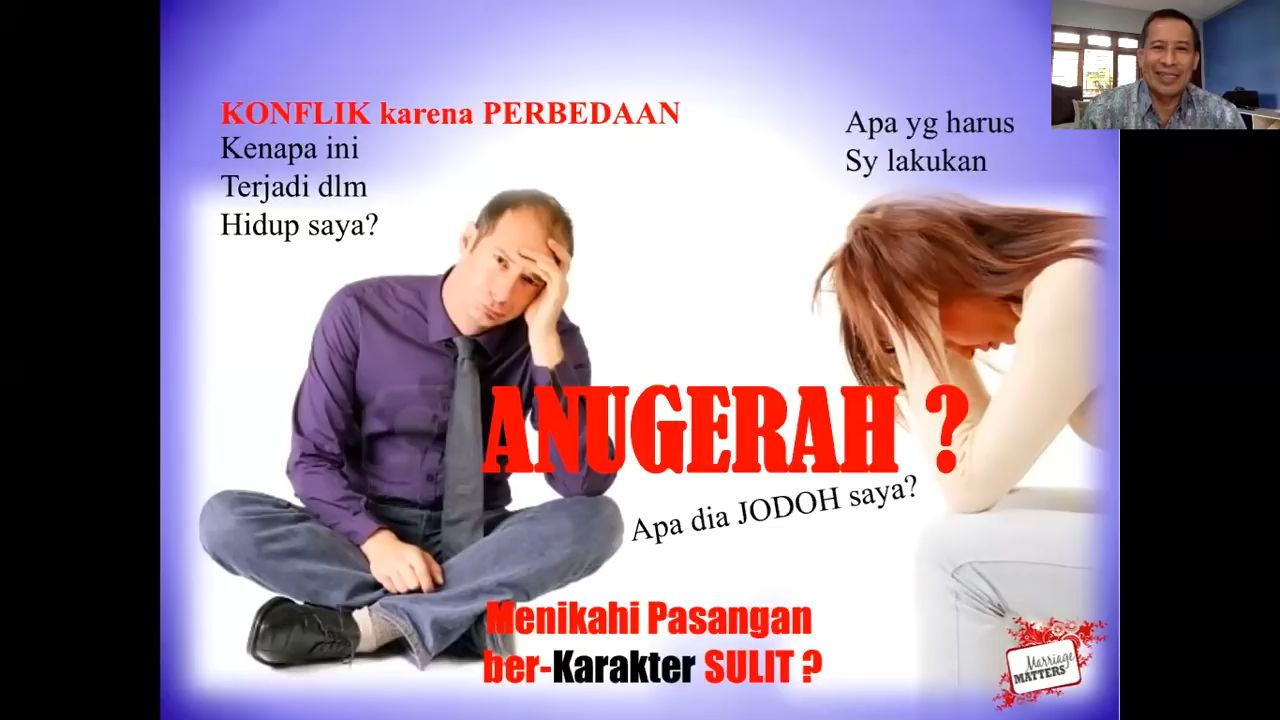 KONFLIK karena PERBEDAAN
Kenapa ini
Terjadi dlm
Hidup saya?
Apa yg harus
Sy lakukan
ANUGERAH ?
Apa dia JODOH saya?
Menikahi Pasangan
ber-Karakter SULIT ?
Marriage
MATTERS